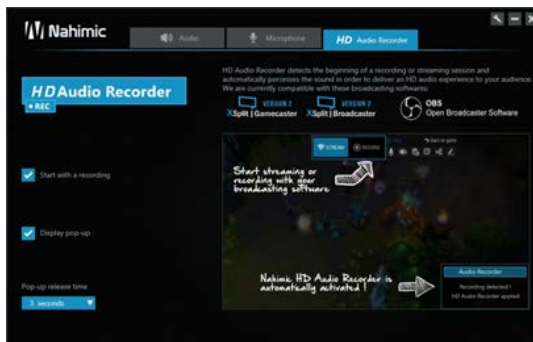 Nahimic
Audio
Microphone
HD Audio Recorder
HD Audio Recorder
REC
HD Audio Recorder detects the beginning of a recording or streaming session and
automatically porcesses the sound in order to deliver an HD audio experience to your audience.
We are currently compatible with these broadcasting softwares:
VERSION 2
XSplit | Gamecaster
VERSION 2
XSplit | Broadcaster
OBS
Open Broadcaster Software
Start with a recording
Display pop-up
Pop-up release time
3 seconds
STREAM
RECORD
Back to game
Start streaming or
recording with your
broadcasting software
Nahimic HD Audio Recorder is
automatically activated !
Audio Recorder
Recording detected !
HD Audio Recorder applied